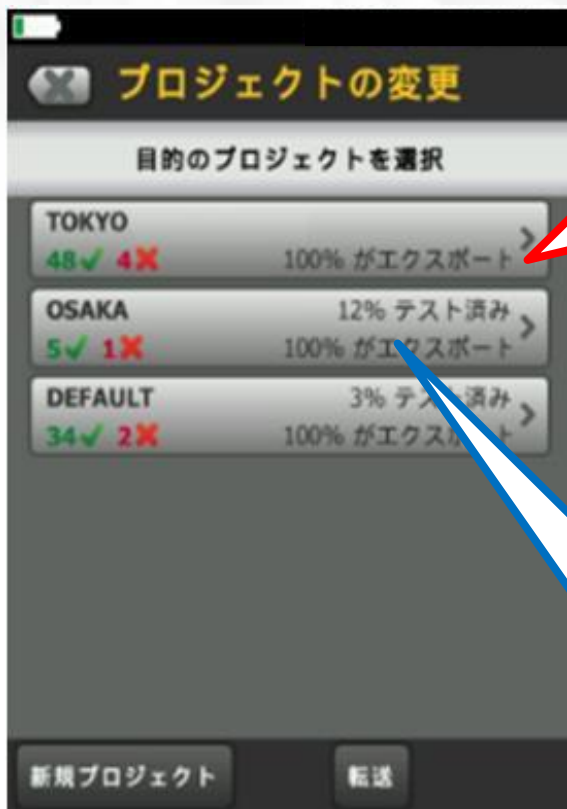 プロジェクトの変更
目的のプロジェクトを選択
TOKYO
48✓ 4✖ 100% がエクスポート
OSAKA 12% テスト済み
5✓ 1✖ 100% がエクスポート
DEFAULT 3% テスト済み
34✓ 2✖ 100% がエクスポート
新規プロジェクト 転送